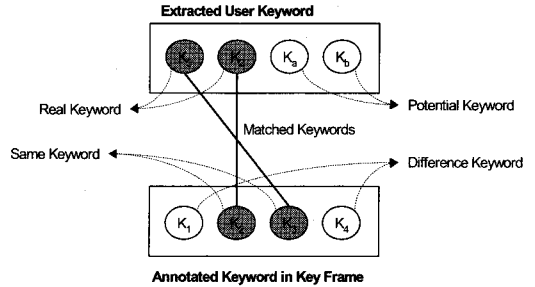 Extracted User Keyword
K
K
Ka
Kb
Real Keyword
Potential Keyword
Matched Keywords
Same Keyword
Difference Keyword
K1
K
K
K4
Annotated Keyword in Key Frame